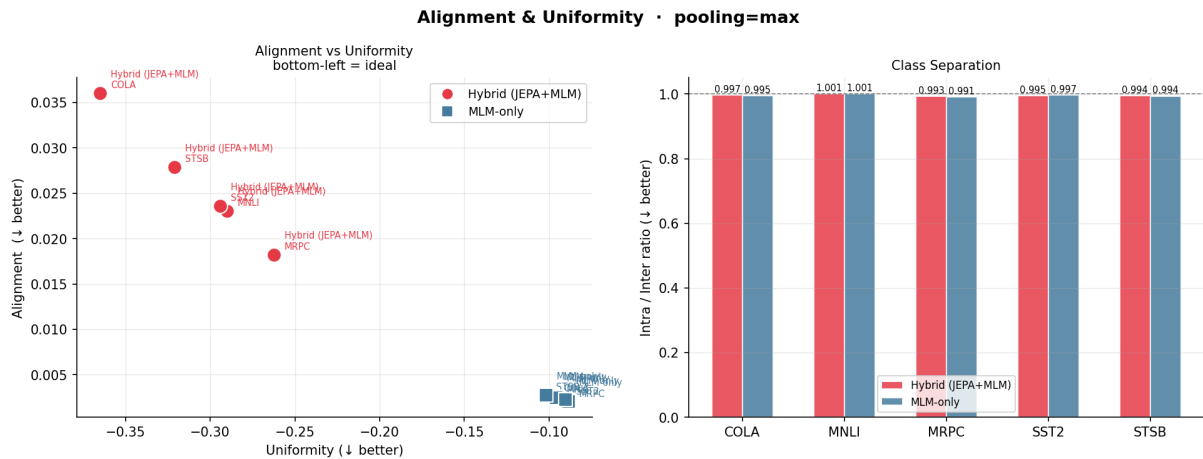 Alignment & Uniformity · pooling=max
Alignment vs Uniformity
bottom-left = ideal
Alignment (↓ better)
0.035
0.030
0.025
0.020
0.015
0.010
0.005
Hybrid (JEPA+MLM)
COLA
Hybrid (JEPA+MLM)
STSB
Hybrid (JEPA+MLM)
SST2
Hybrid (JEPA+MLM)
MNLI
Hybrid (JEPA+MLM)
MRPC
MRPC
Hybrid (JEPA+MLM)
MLM-only
−0.35
−0.30
−0.25
−0.20
−0.15
−0.10
Uniformity (↓ better)
Class Separation
Intra / Inter ratio (↓ better)
1.0
0.8
0.6
0.4
0.2
0.0
0.997 0.995
1.001 1.001
0.993 0.991
0.995 0.997
0.994 0.994
Hybrid (JEPA+MLM)
MLM-only
COLA
MNLI
MRPC
SST2
STSB